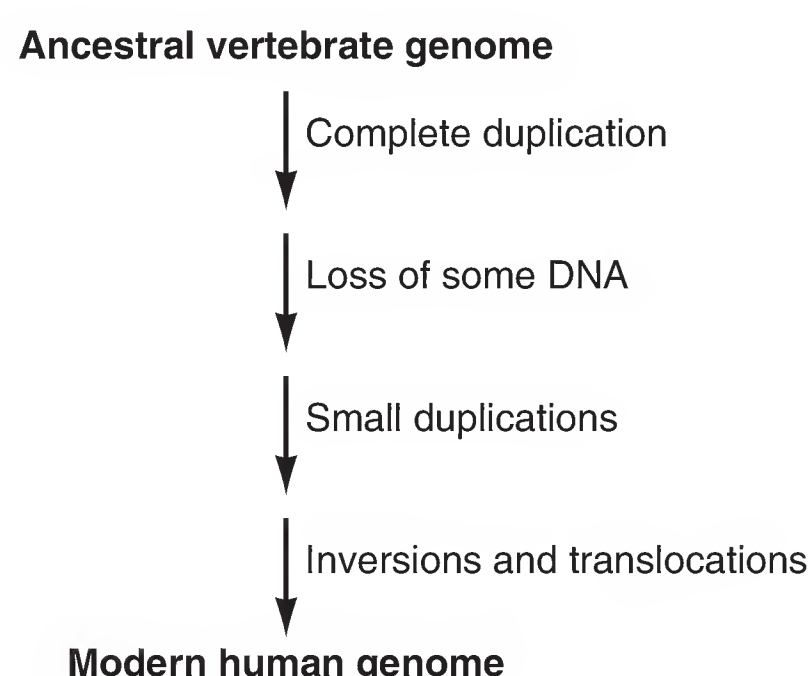 Ancestral vertebrate genome
Complete duplication
Loss of some DNA
Small duplications
Inversions and translocations
Modern human genome